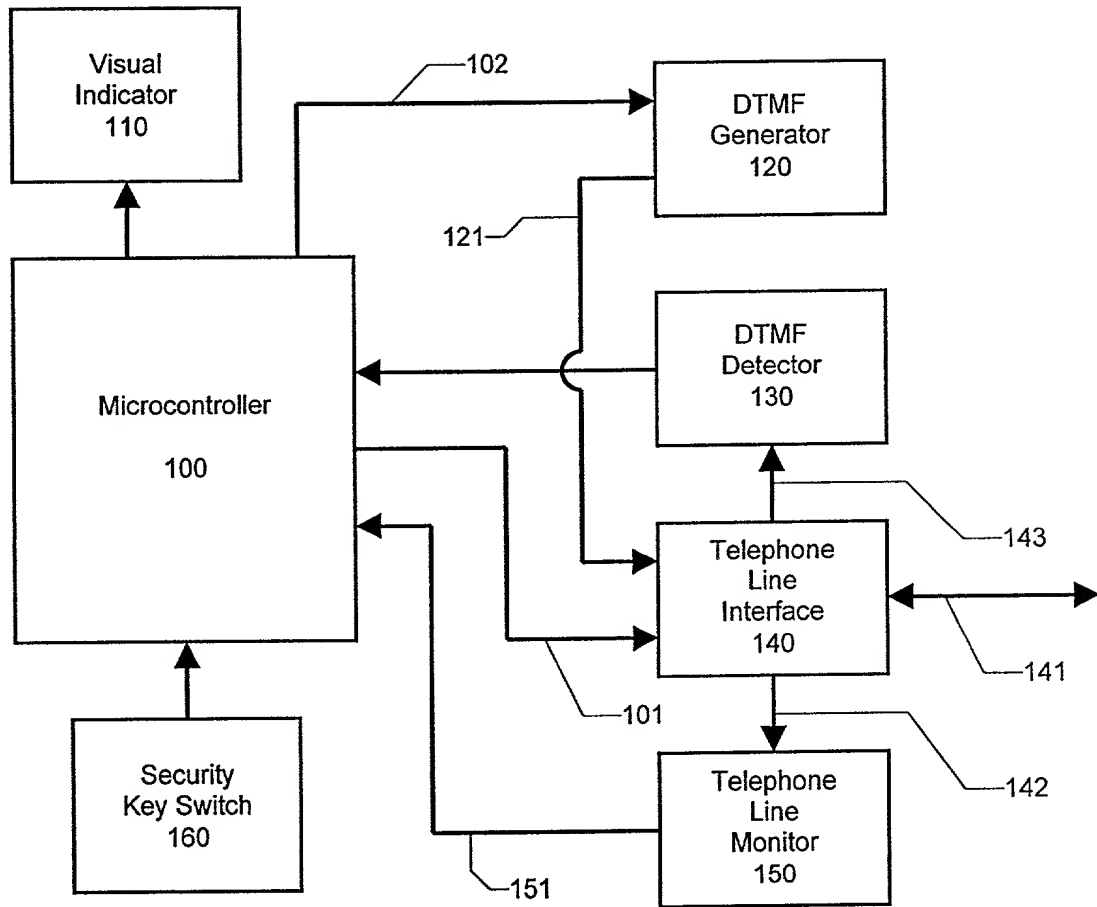 Visual
Indicator
110
102
DTMF
Generator
120
121
DTMF
Detector
130
Microcontroller
100
143
Telephone
Line
Interface
140
141
101
142
Security
Key Switch
160
Telephone
Line
Monitor
150
151